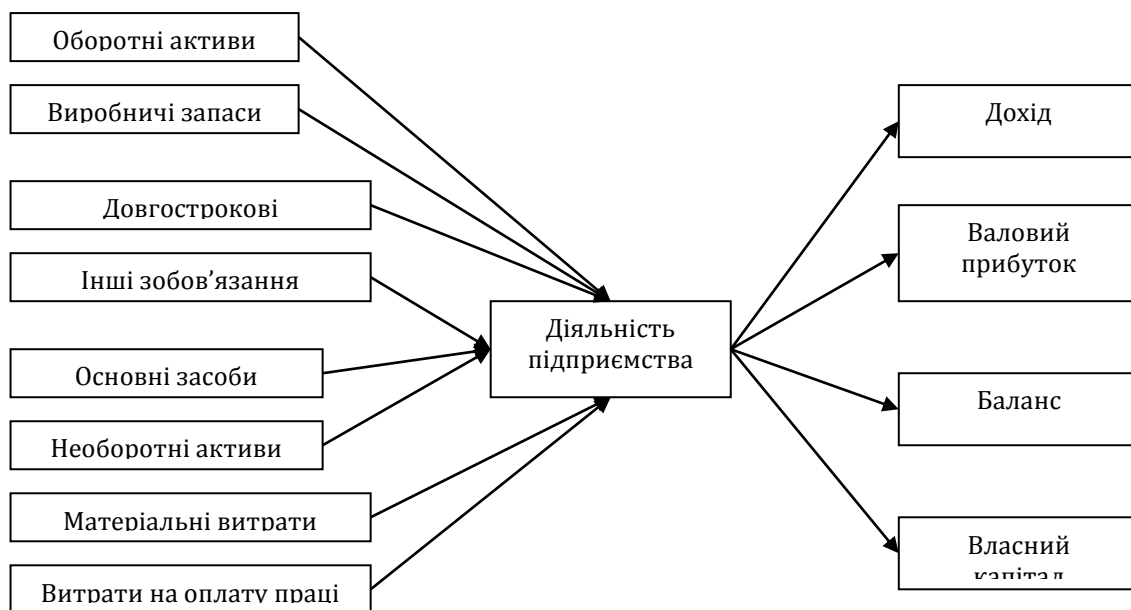 Оборотні активи
Виробничі запаси
Довгострокові
Інші зобов’язання
Основні засоби
Необоротні активи
Матеріальні витрати
Витрати на оплату праці
Діяльність
підприємства
Дохід
Валовий
прибуток
Баланс
Власний
капітал